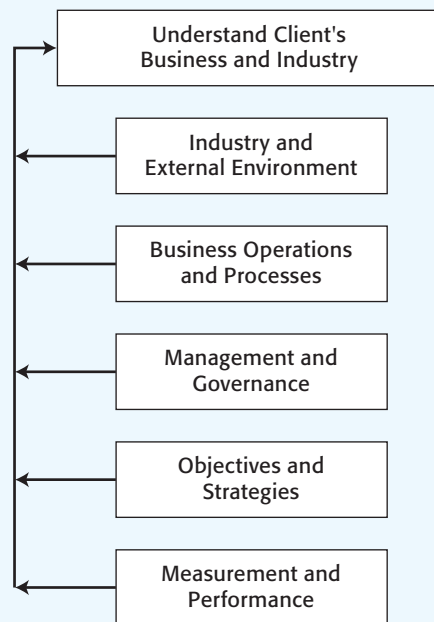 Understand Client's
Business and Industry
Industry and
External Environment
Business Operations
and Processes
Management and
Governance
Objectives and
Strategies
Measurement and
Performance